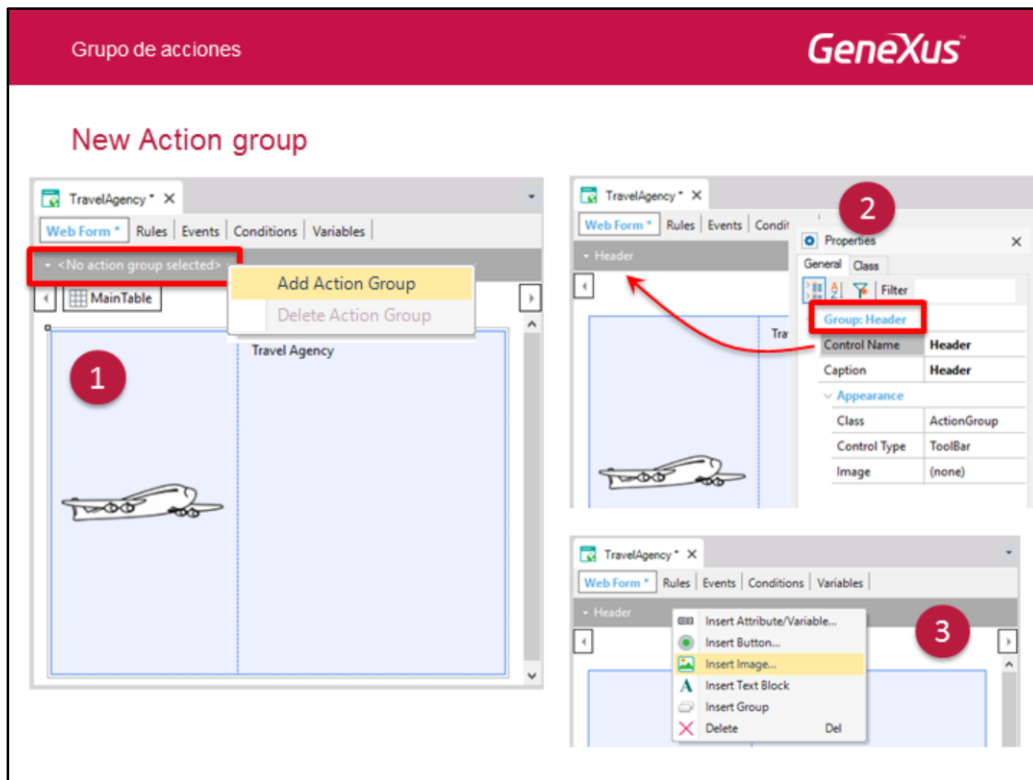 Grupo de acciones
GeneXus™
New Action group
TravelAgency * X
Web Form * Rules Events Conditions Variables
<No action group selected>
Add Action Group
Delete Action Group
MainTable
Travel Agency
1
TravelAgency * X
Web Form * Rules Events Condit
Header
Tra
2
Properties X
General Class
Filter
Group: Header
Control Name Header
Caption Header
Appearance
Class ActionGroup
Control Type ToolBar
Image (none)
TravelAgency * X
Web Form * Rules Events Conditions Variables
Header
Insert Attribute/Variable...
Insert Button...
Insert Image...
Insert Text Block
Insert Group
Delete Del
3